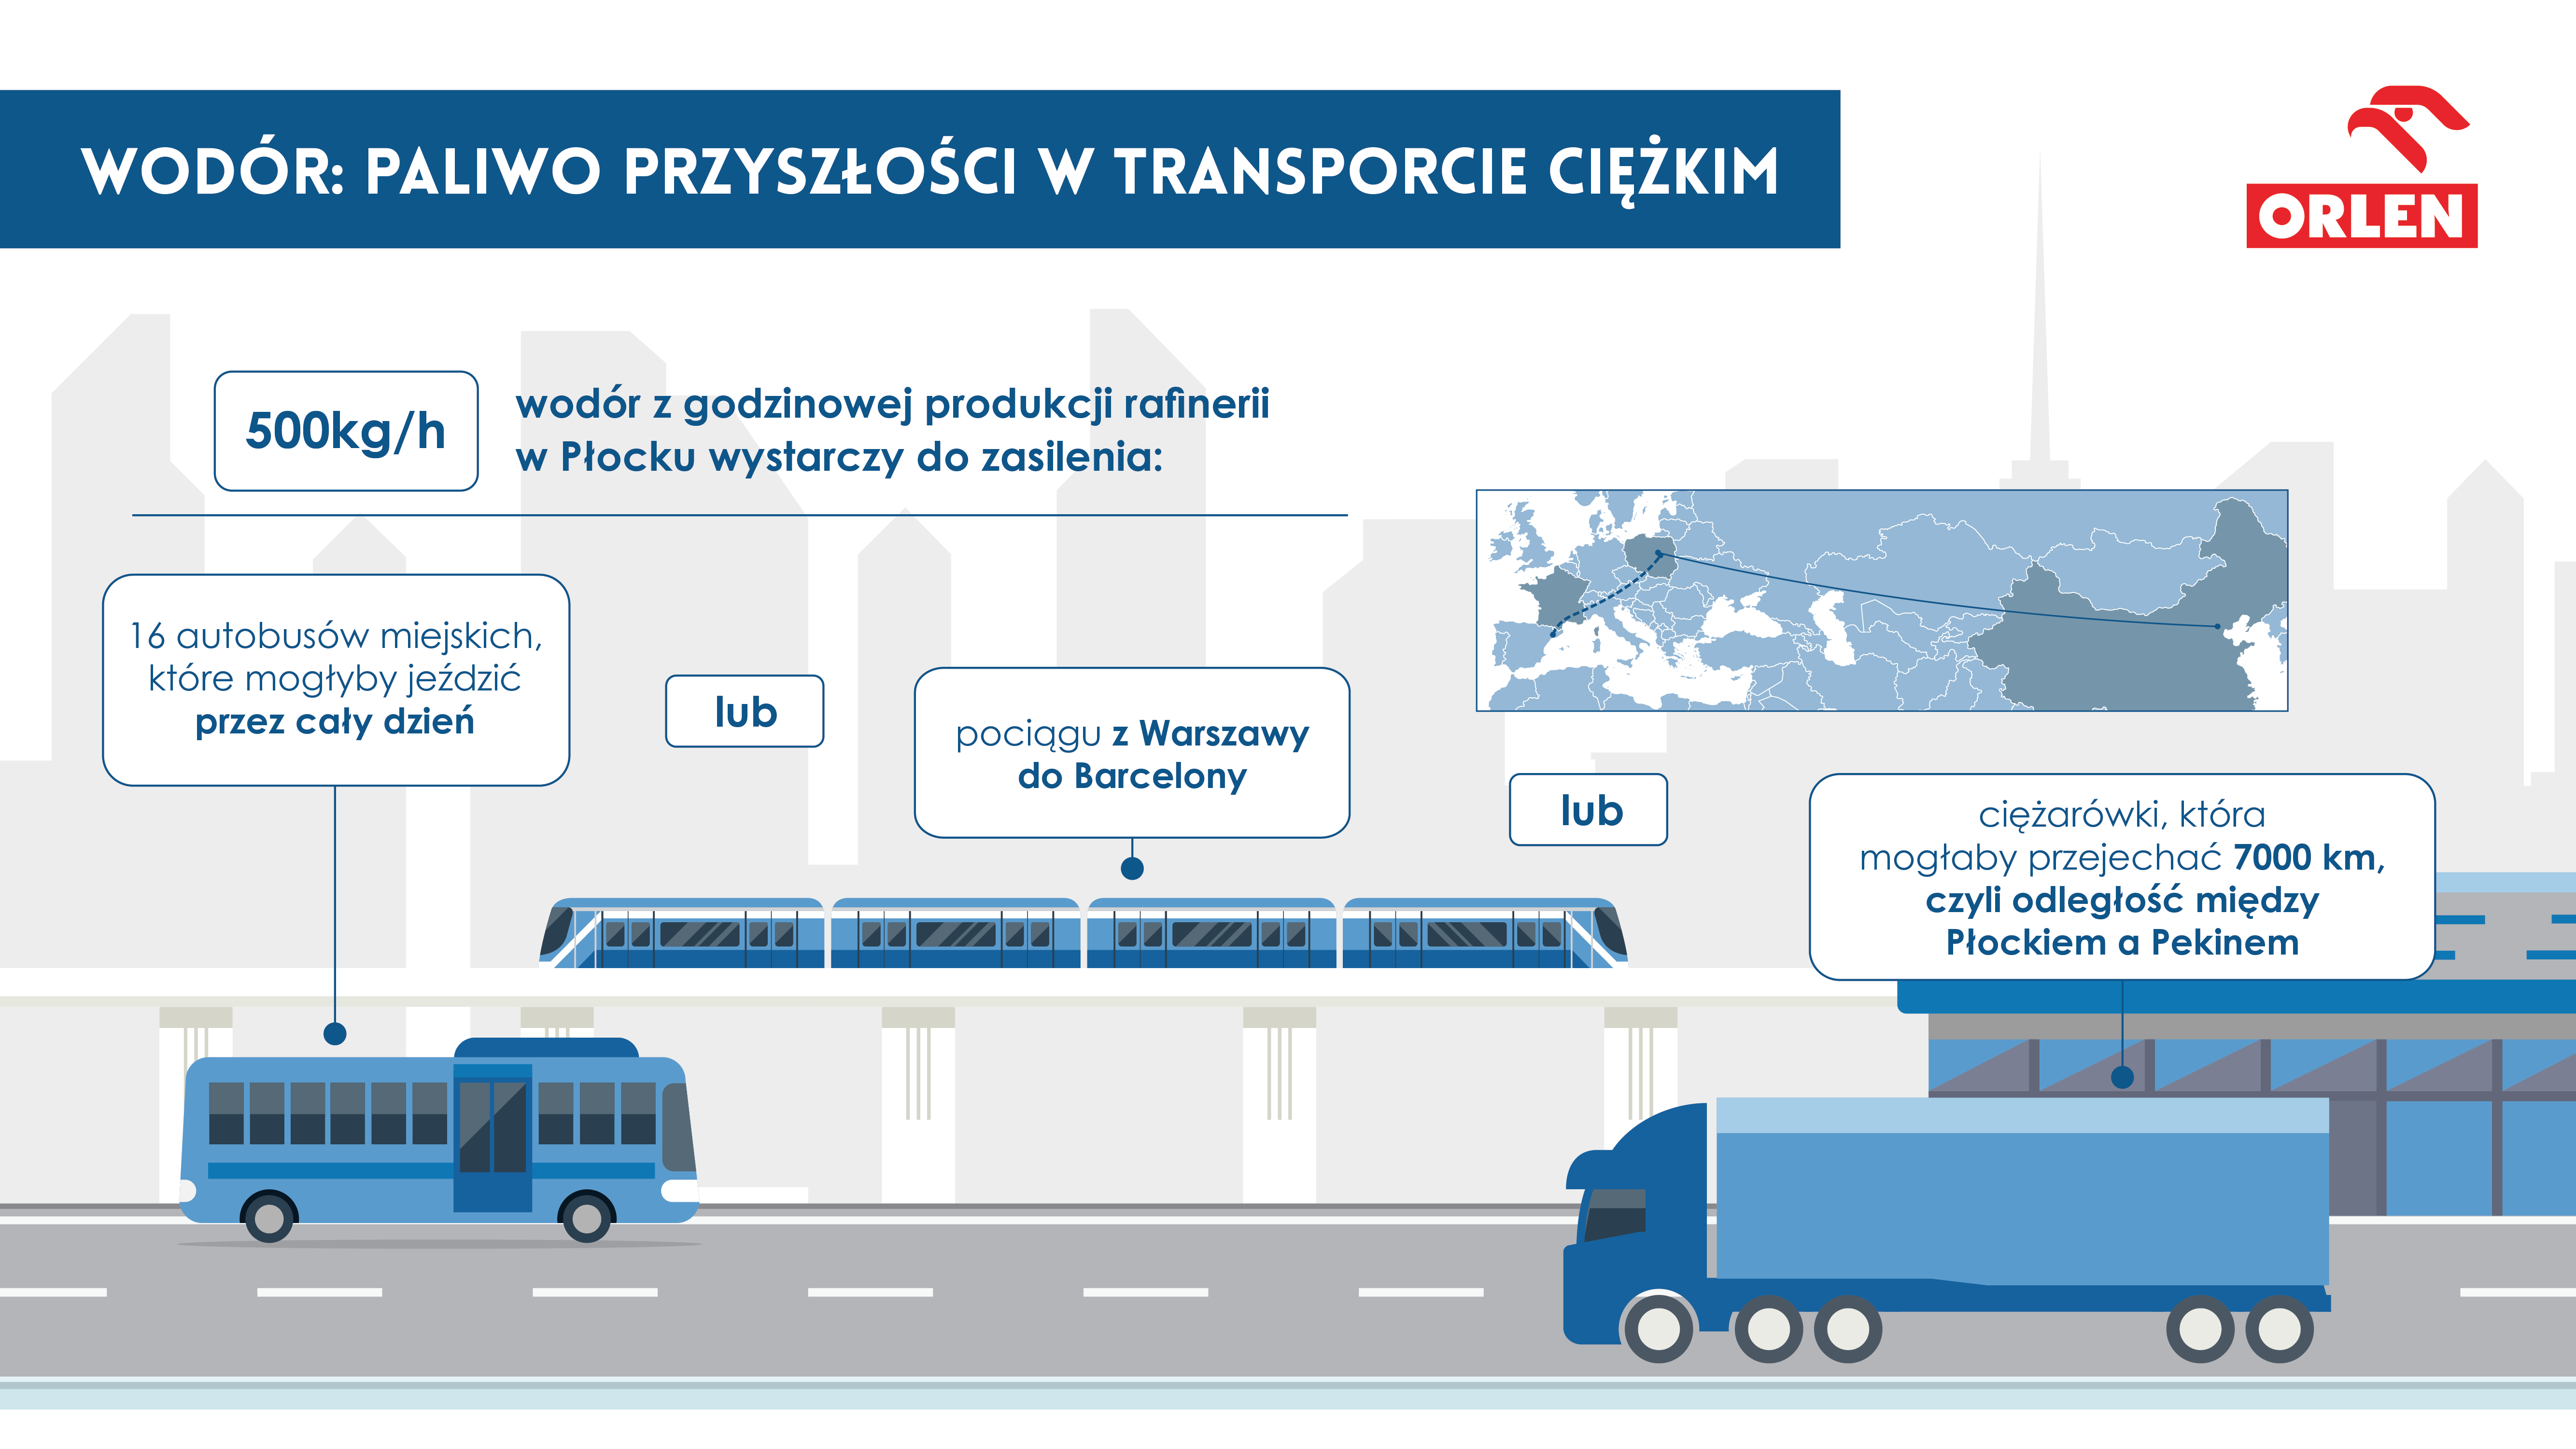 WODÓR: PALIWO PRZYSZŁOŚCI W TRANSPORCIE CIĘŻKIM
ORLEN
500kg/h
wodór z godzinowej produkcji rafinerii
w Płocku wystarczy do zasilenia:
16 autobusów miejskich,
które mogłyby jeździć
przez cały dzień
lub
pociągu z Warszawy
do Barcelony
lub
ciężarówki, która
mogłaby przejechać 7000 km,
czyli odległość między
Płockiem a Pekinem